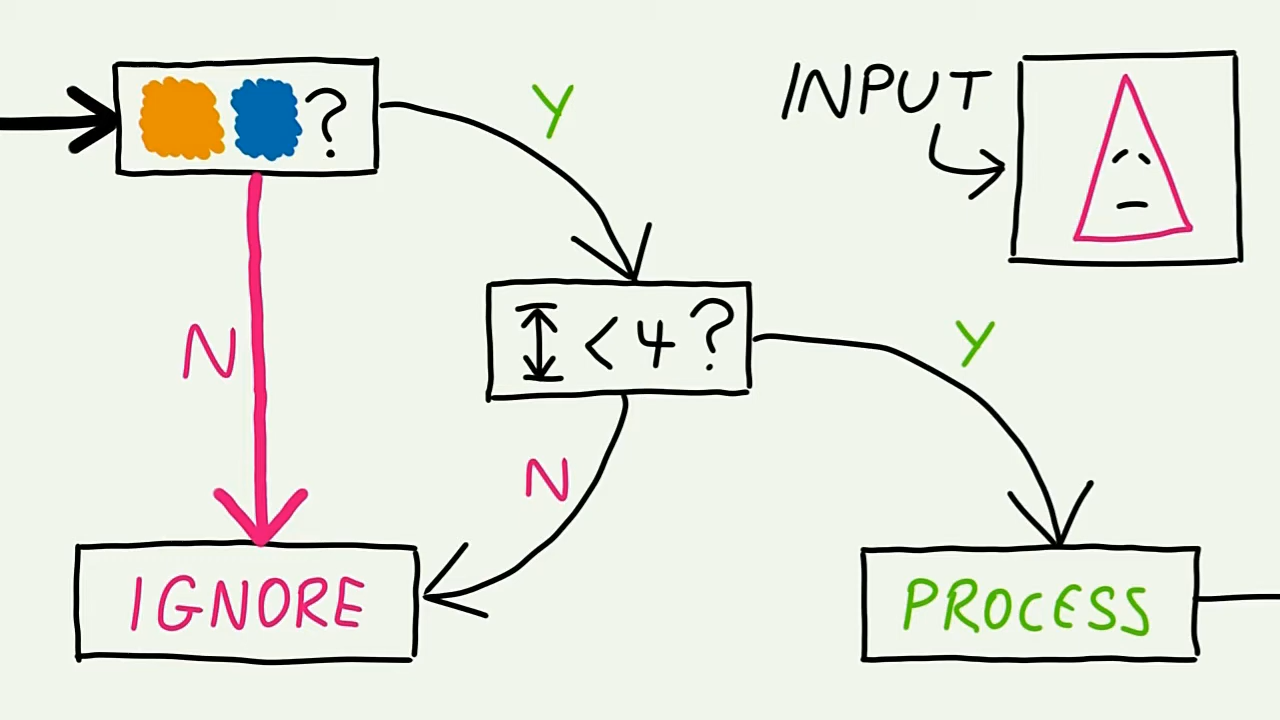 ?
Y
INPUT
N
< 4 ?
Y
N
IGNORE
PROCESS